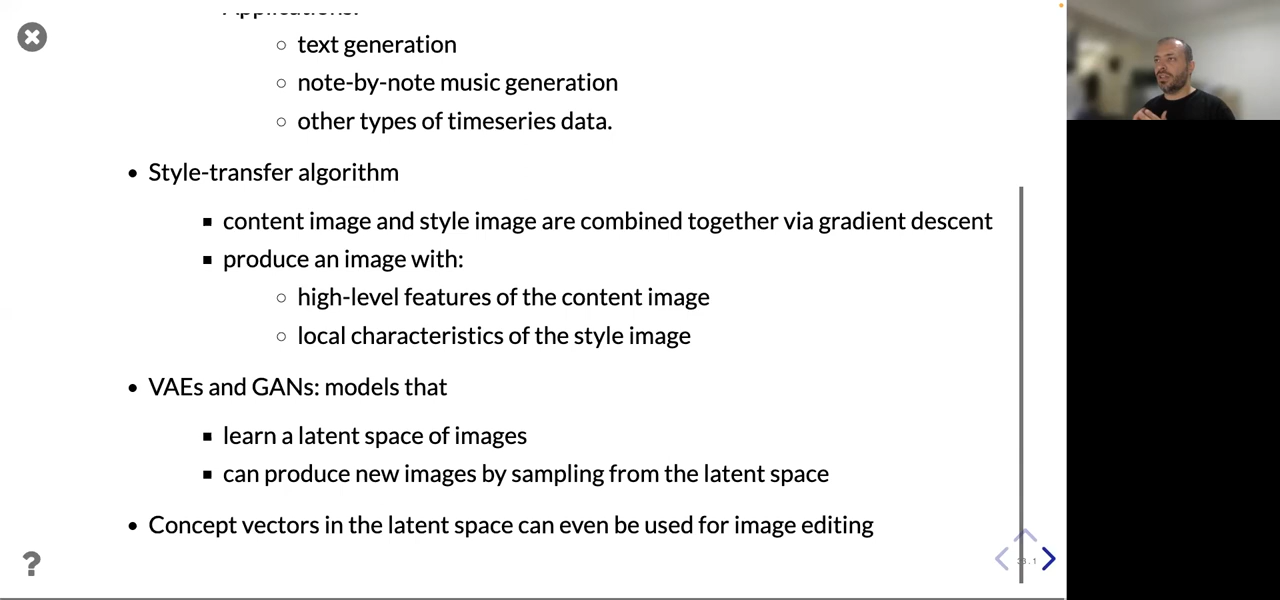 Applications:
text generation
note-by-note music generation
other types of timeseries data.
Style-transfer algorithm
content image and style image are combined together via gradient descent
produce an image with:
high-level features of the content image
local characteristics of the style image
VAEs and GANs: models that
learn a latent space of images
can produce new images by sampling from the latent space
Concept vectors in the latent space can even be used for image editing
?